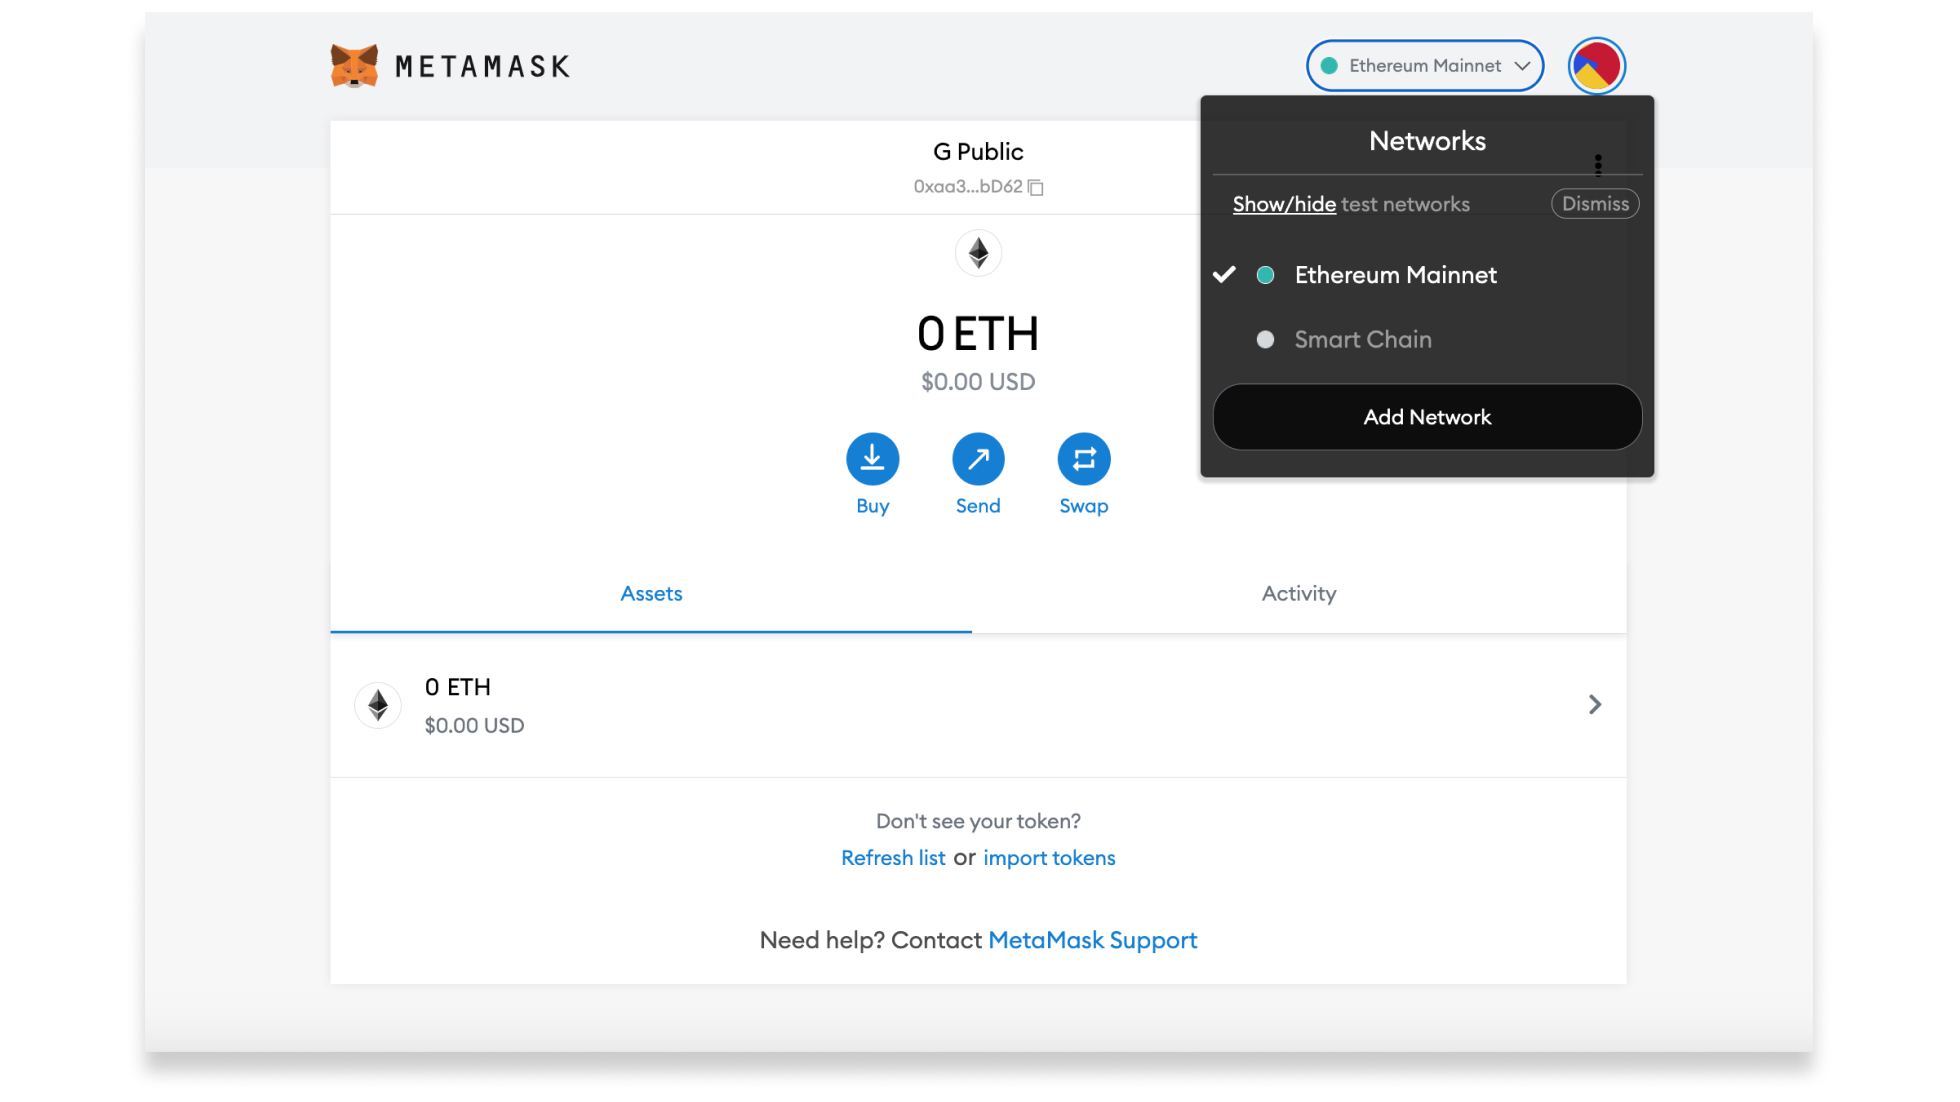 METAMASK
Ethereum Mainnet
G Public
0xaa3...bD62
Networks
Show/hide test networks
Dismiss
Ethereum Mainnet
Smart Chain
Add Network
0 ETH
$0.00 USD
Buy
Send
Swap
Assets
Activity
0 ETH
$0.00 USD
Don't see your token?
Refresh list or import tokens
Need help? Contact MetaMask Support